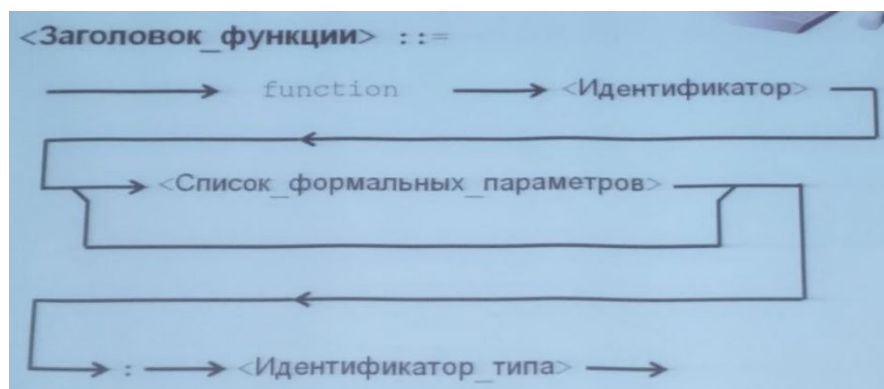 <Заголовок_функции> ::=
function <Идентификатор>
<Список_формальных_параметров>
: <Идентификатор_типа>